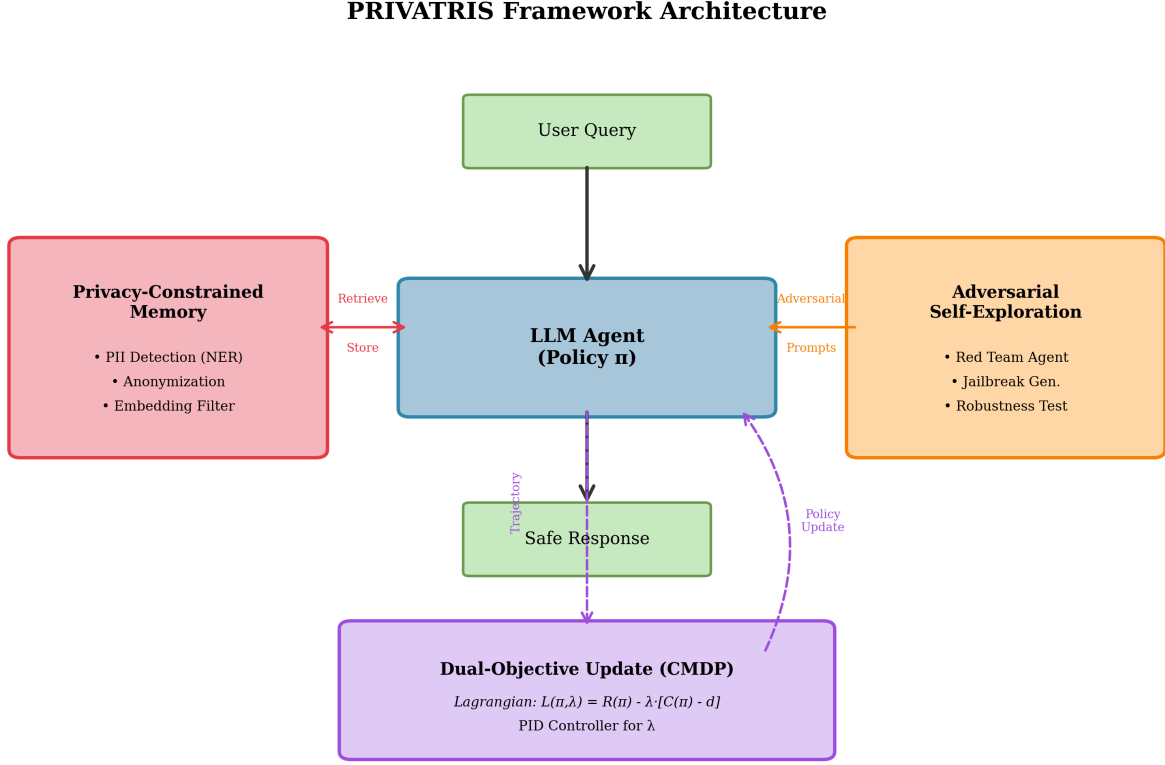 PRIVATRIS Framework Architecture
User Query
Privacy-Constrained
Memory
• PII Detection (NER)
• Anonymization
• Embedding Filter
Retrieve
Store
LLM Agent
(Policy π)
Adversarial
Prompts
Adversarial
Self-Exploration
• Red Team Agent
• Jailbreak Gen.
• Robustness Test
Trajectory
Safe Response
Policy
Update
Dual-Objective Update (CMDP)
Lagrangian: L(π,λ) = R(π) - λ·[C(π) - d]
PID Controller for λ